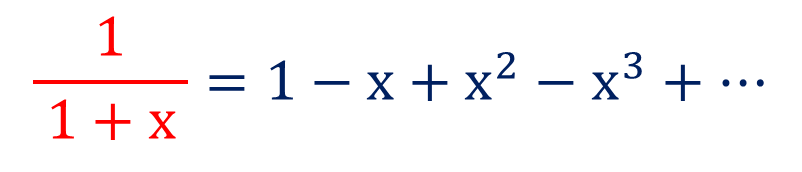 1
1 + x
= 1 − x + x² − x³ + ⋯